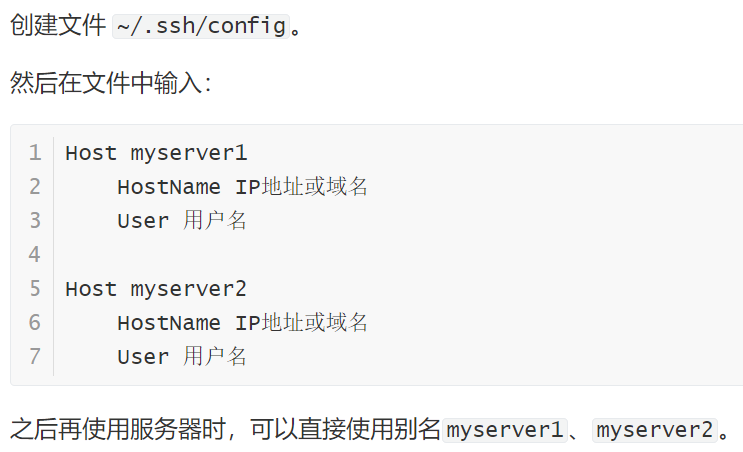 创建文件 ~/.ssh/config。
然后在文件中输入：
1 Host myserver1
2     HostName IP地址或域名
3     User 用户名
4
5 Host myserver2
6     HostName IP地址或域名
7     User 用户名
之后再使用服务器时，可以直接使用别名myserver1、myserver2。